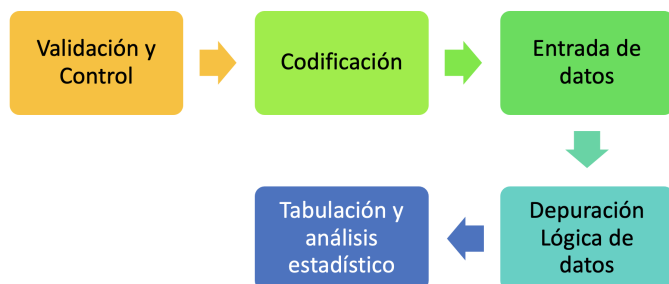 Validación y
Control
Codificación
Entrada de
datos
Depuración
Lógica de
datos
Tabulación y
análisis
estadístico